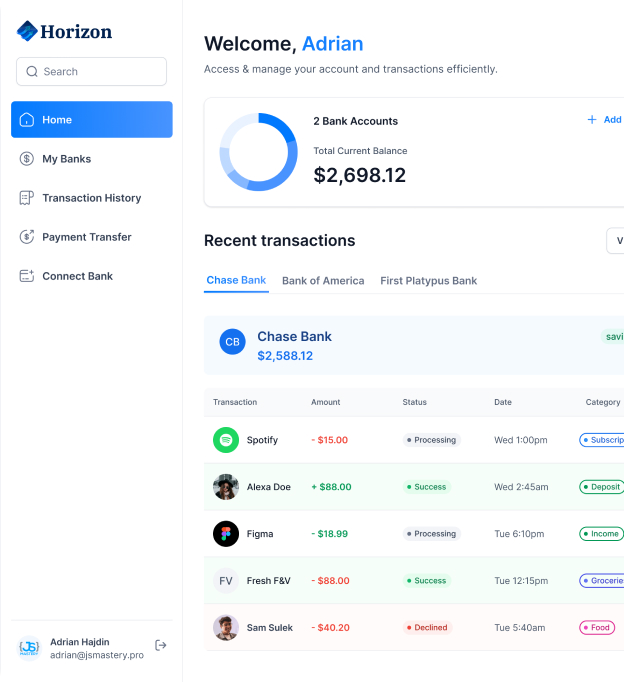 Horizon
Search
Home
My Banks
Transaction History
Payment Transfer
Connect Bank
Adrian Hajdin
adrian@jsmastery.pro
JS
MASTERY
Welcome, Adrian
Access & manage your account and transactions efficiently.
2 Bank Accounts
+ Add
Total Current Balance
$2,698.12
Recent transactions
V
Chase Bank Bank of America First Platypus Bank
CB
Chase Bank
$2,588.12
savi
Transaction Amount Status Date Category
Spotify - $15.00 Processing Wed 1:00pm Subscrip
Alexa Doe + $88.00 Success Wed 2:45am Deposit
Figma - $18.99 Processing Tue 6:10pm Income
FV Fresh F&V - $88.00 Success Tue 12:15pm Groceries
Sam Sulek - $40.20 Declined Tue 5:40am Food